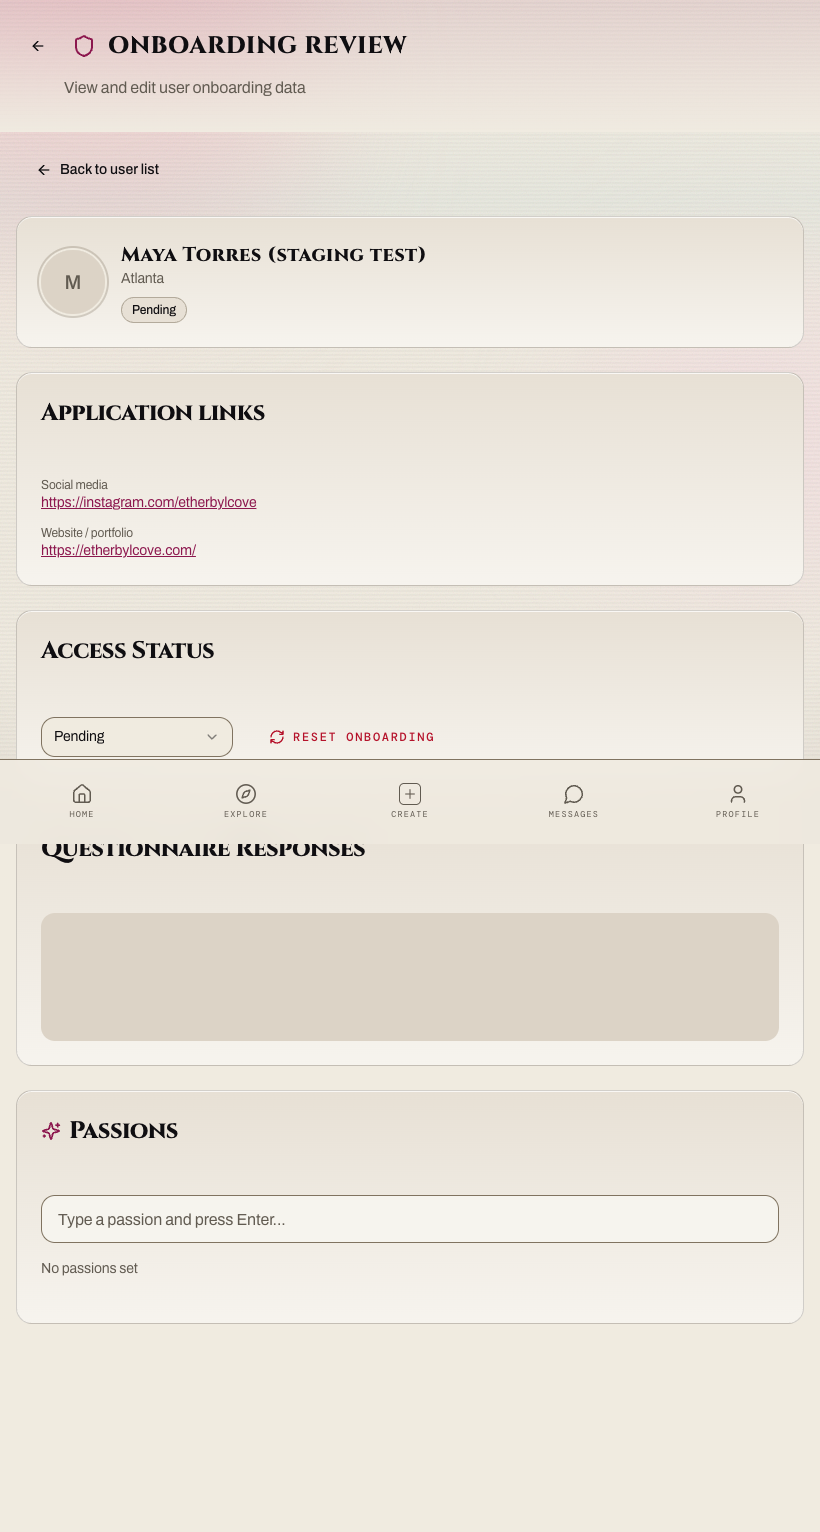 ONBOARDING REVIEW
View and edit user onboarding data
Back to user list
M
Maya Torres (staging test)
Atlanta
Pending
Application links
Social media
https://instagram.com/etherbylcove
Website / portfolio
https://etherbylcove.com/
Access Status
Pending
RESET ONBOARDING
HOME
EXPLORE
CREATE
MESSAGES
PROFILE
Questionnaire Responses
Passions
Type a passion and press Enter...
No passions set